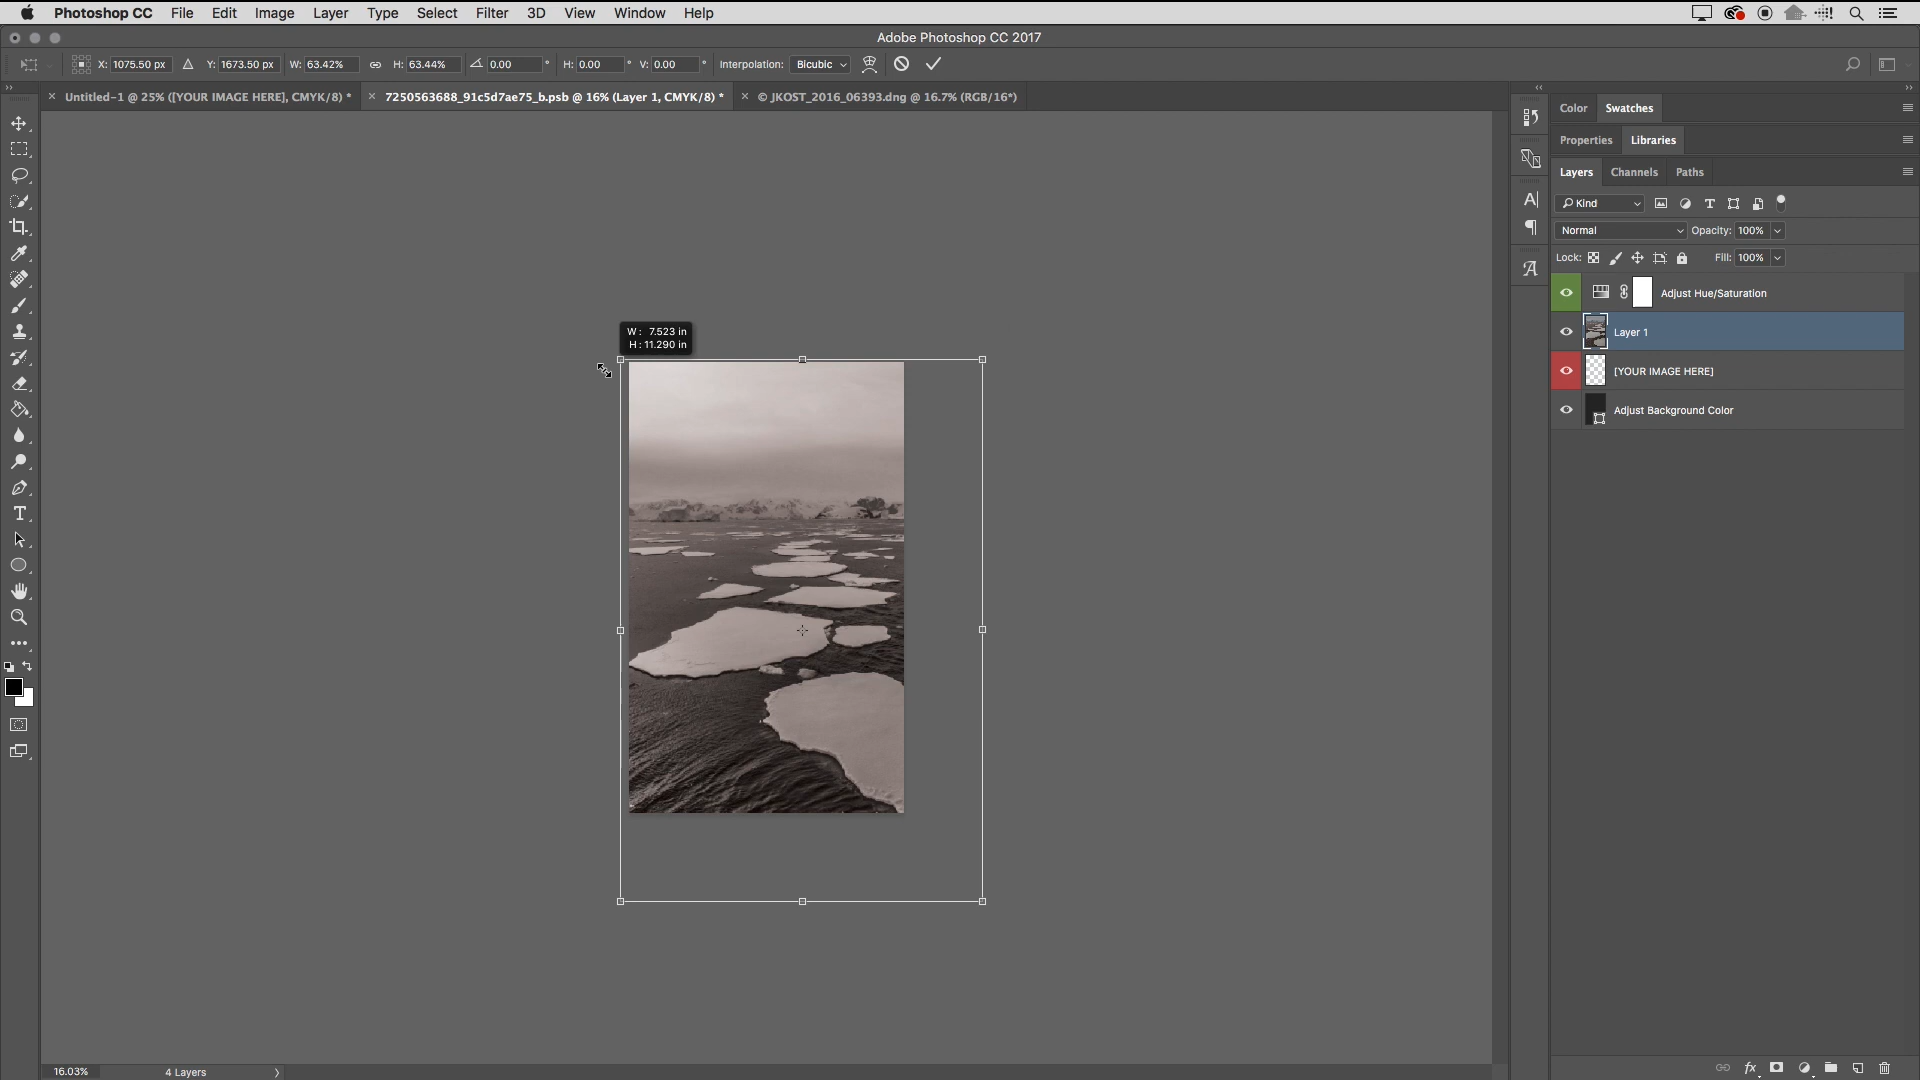 Photoshop CC File Edit Image Layer Type Select Filter 3D View Window Help
Adobe Photoshop CC 2017
X: 1075.50 px Y: 1673.50 px W: 63.42% H: 63.44% 0.00 ° H: 0.00 ° V: 0.00 ° Interpolation: Bicubic
× Untitled-1 @ 25% ([YOUR IMAGE HERE], CMYK/8) * × 7250563688_91c5d7ae75_b.psb @ 16% (Layer 1, CMYK/8) * × © JKOST_2016_06393.dng @ 16.7% (RGB/16*)
Color Swatches
Properties Libraries
Layers Channels Paths
Kind
Normal Opacity: 100%
Lock: Fill: 100%
Adjust Hue/Saturation
Layer 1
[YOUR IMAGE HERE]
Adjust Background Color
W: 7.523 in
H: 11.290 in
16.03% 4 Layers